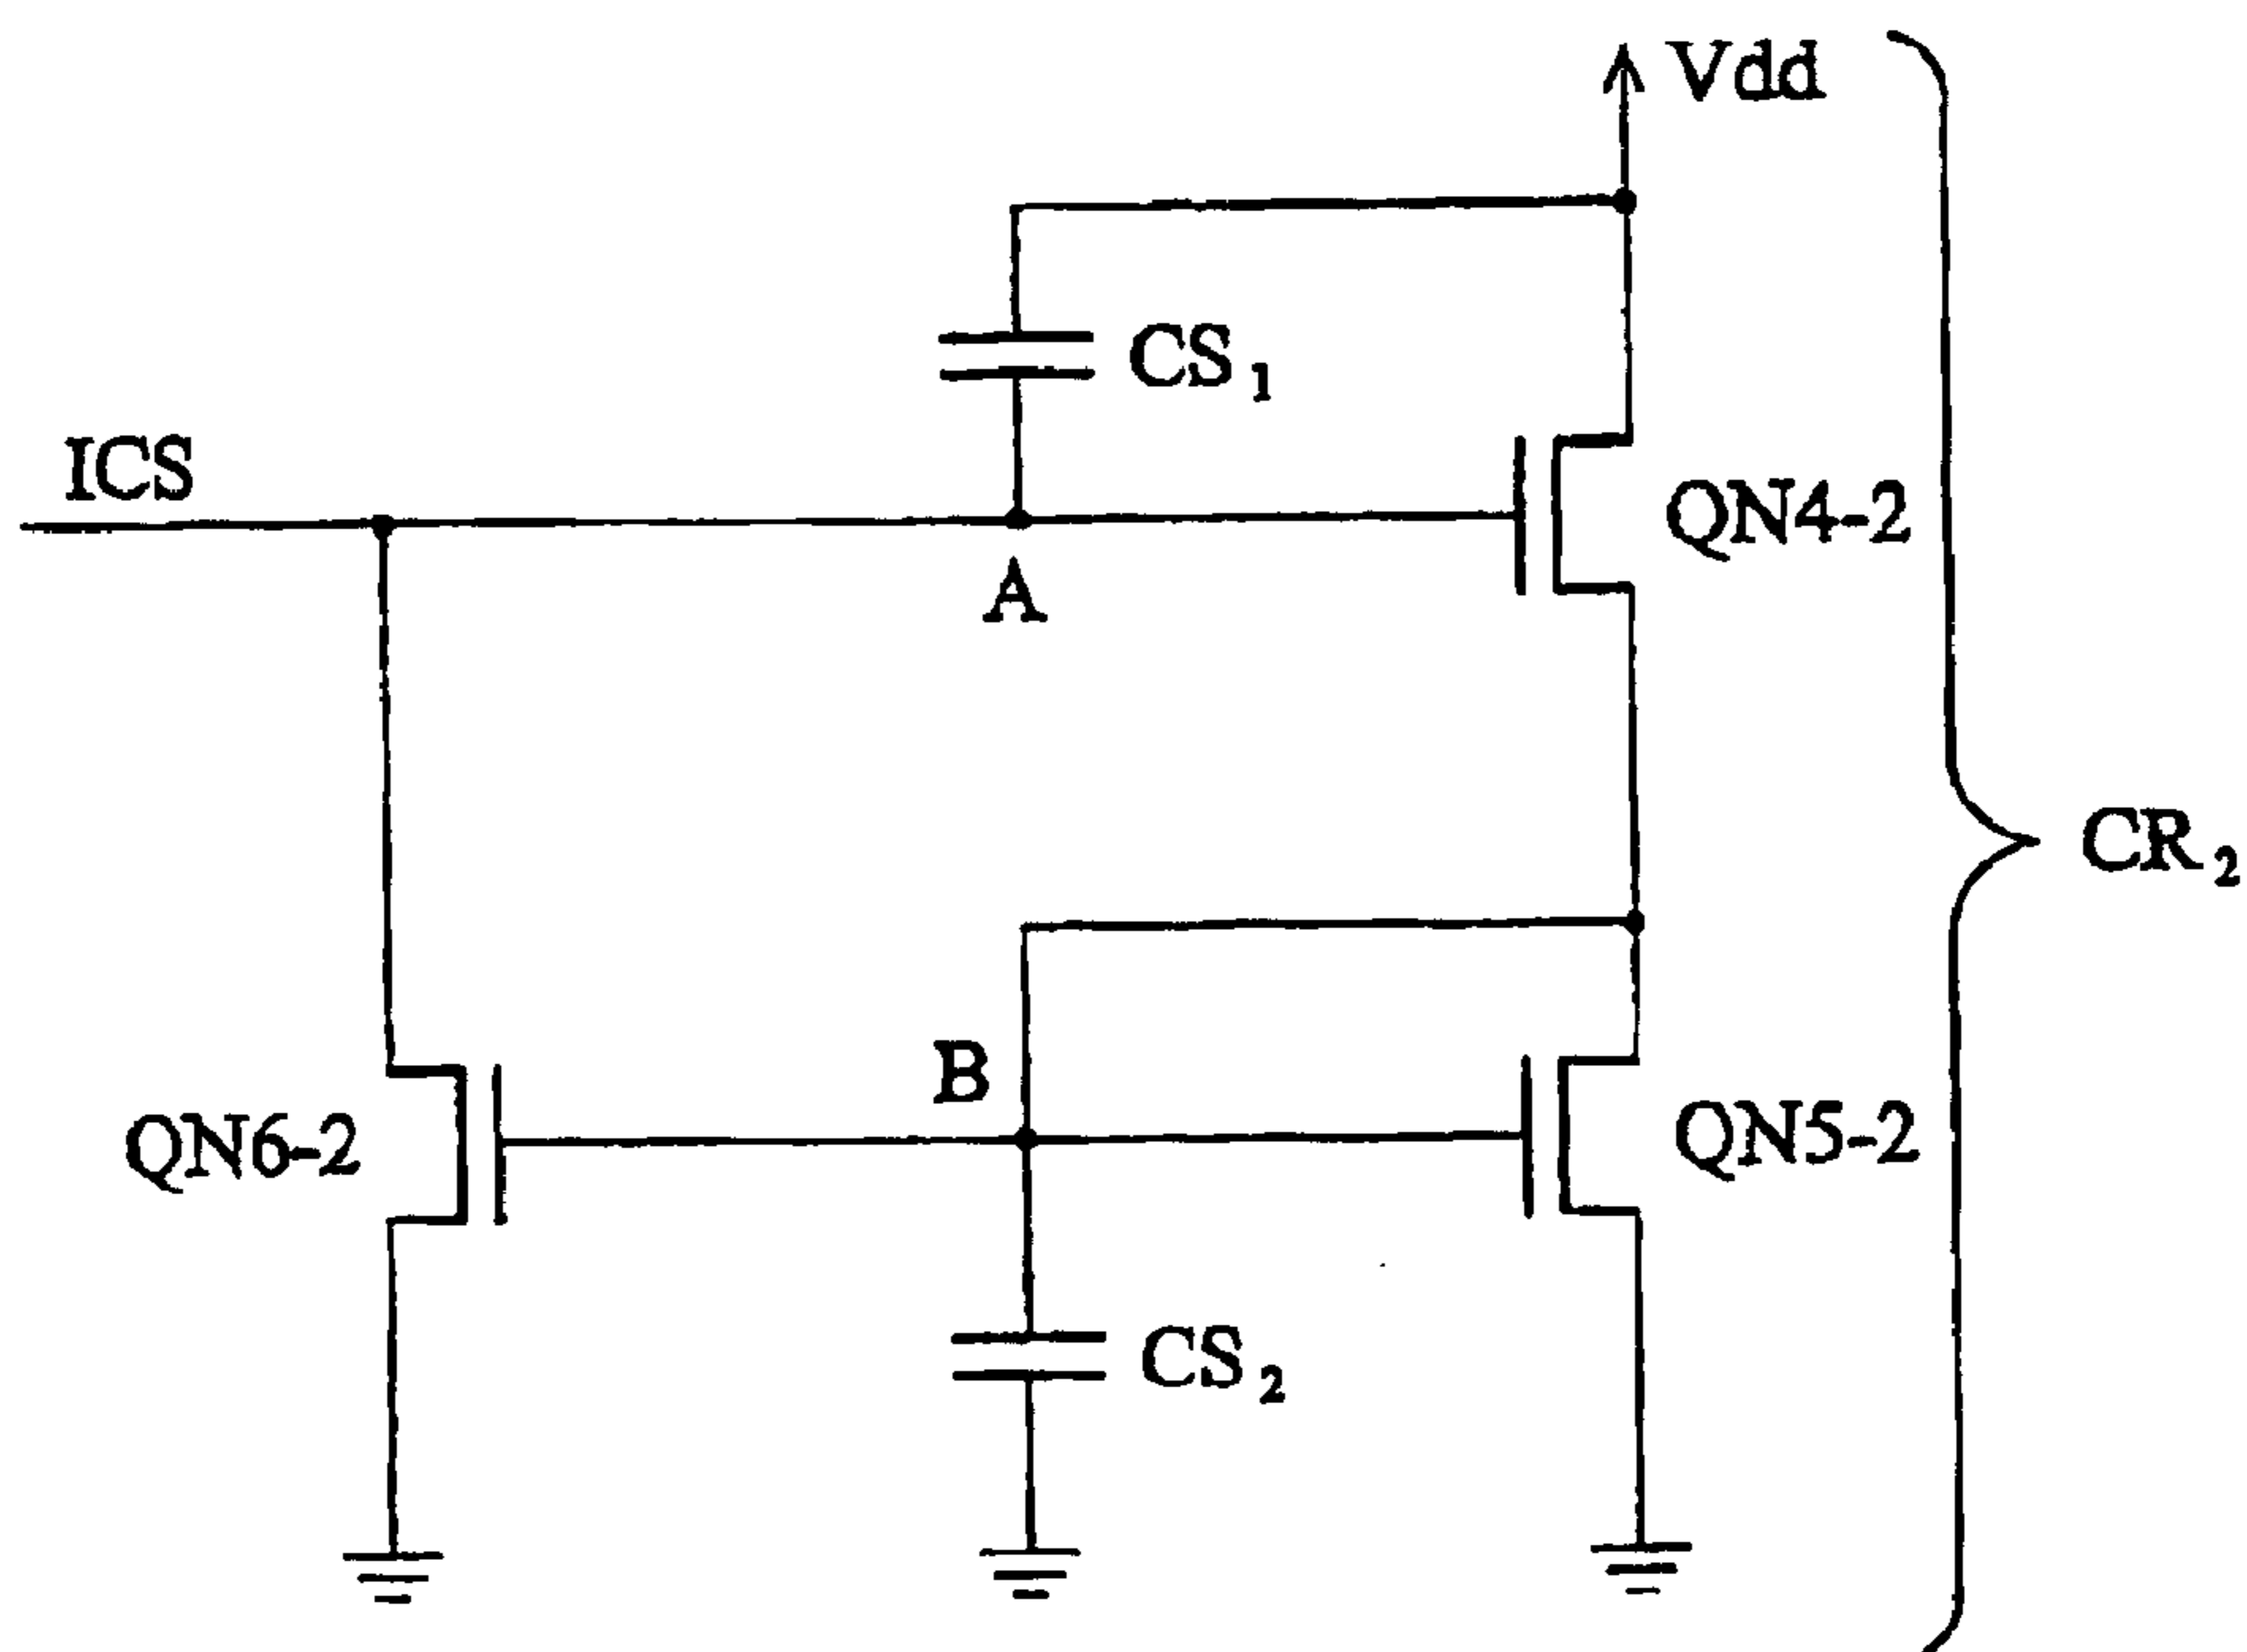 Vdd
CS₁
ICS
QN4-2
A
CR₂
B
QN6-2
QN5-2
CS₂